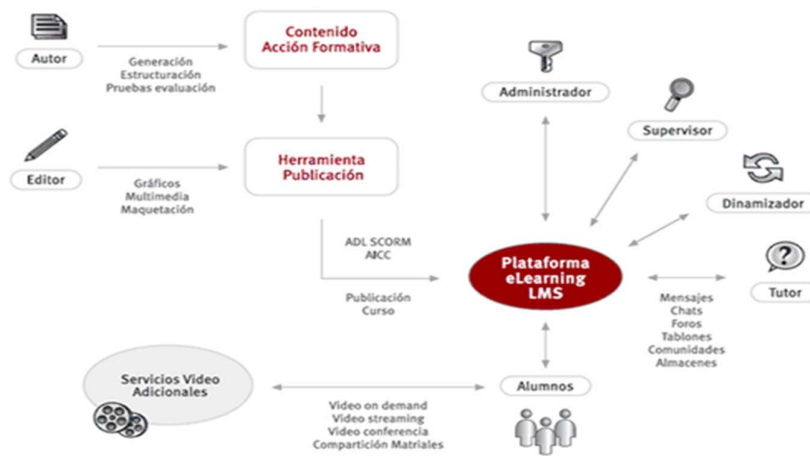 Autor
Generación
Estructuración
Pruebas evaluación
Contenido
Acción Formativa
Administrador
Supervisor
Editor
Gráficos
Multimedia
Maquetación
Herramienta
Publicación
Dinamizador
ADL SCORM
AICC
Publicación
Curso
Plataforma
eLearning
LMS
Tutor
Mensajes
Chats
Foros
Tablones
Comunidades
Almacenes
Servicios Video
Adicionales
Video on demand
Video streaming
Video conferencia
Compartición Matriales
Alumnos